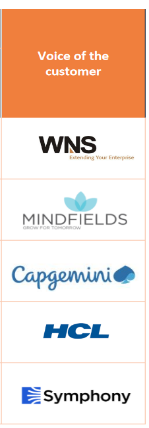 Voice of the
customer
WNS
Extending Your Enterprise
MINDFIELDS
GROW FOR TOMORROW
Capgemini
HCL
Symphony